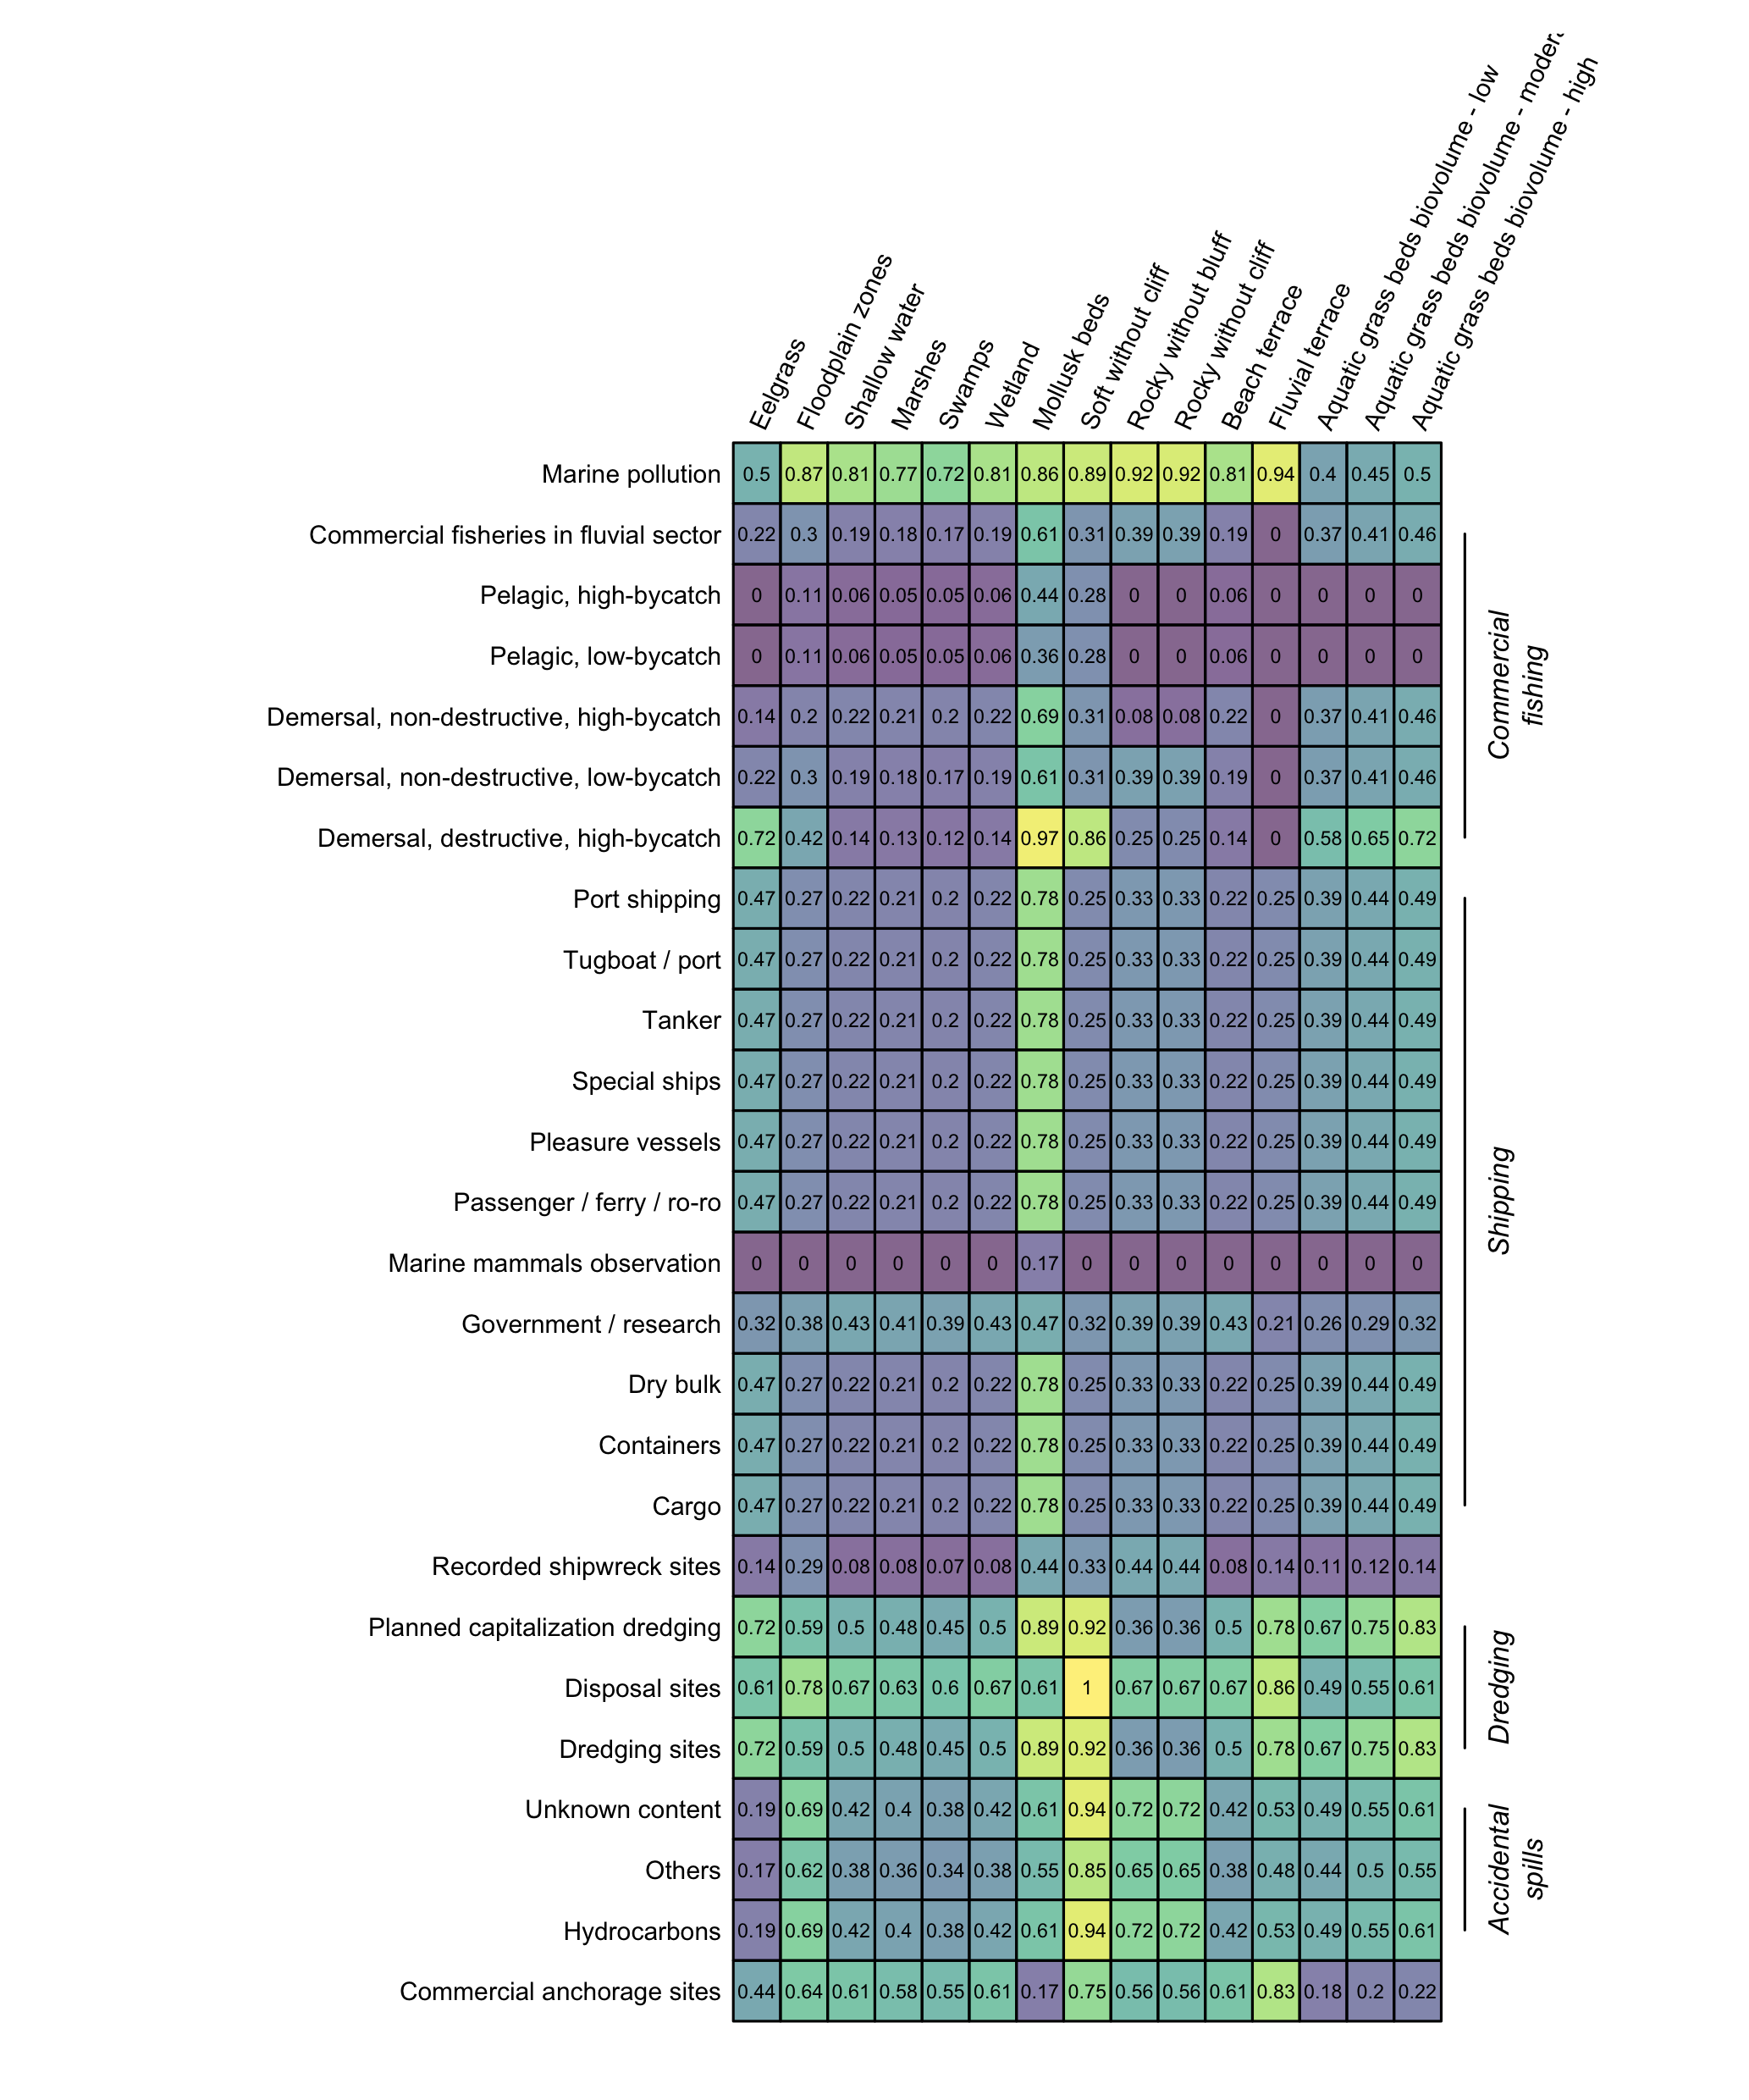 Eelgrass
Floodplain zones
Shallow water
Marshes
Swamps
Wetland
Mollusk beds
Soft without cliff
Rocky without bluff
Rocky without cliff
Beach terrace
Fluvial terrace
Aquatic grass beds biovolume - low
Aquatic grass beds biovolume - modera
Aquatic grass beds biovolume - high
Marine pollution 0.5 0.87 0.81 0.77 0.72 0.81 0.86 0.89 0.92 0.92 0.81 0.94 0.4 0.45 0.5
Commercial fisheries in fluvial sector 0.22 0.3 0.19 0.18 0.17 0.19 0.61 0.31 0.39 0.39 0.19 0 0.37 0.41 0.46
Pelagic, high-bycatch 0 0.11 0.06 0.05 0.05 0.06 0.44 0.28 0 0 0.06 0 0 0 0
Pelagic, low-bycatch 0 0.11 0.06 0.05 0.05 0.06 0.36 0.28 0 0 0.06 0 0 0 0
Demersal, non-destructive, high-bycatch 0.14 0.2 0.22 0.21 0.2 0.22 0.69 0.31 0.08 0.08 0.22 0 0.37 0.41 0.46
Demersal, non-destructive, low-bycatch 0.22 0.3 0.19 0.18 0.17 0.19 0.61 0.31 0.39 0.39 0.19 0 0.37 0.41 0.46
Demersal, destructive, high-bycatch 0.72 0.42 0.14 0.13 0.12 0.14 0.97 0.86 0.25 0.25 0.14 0 0.58 0.65 0.72
Commercial
fishing
Port shipping 0.47 0.27 0.22 0.21 0.2 0.22 0.78 0.25 0.33 0.33 0.22 0.25 0.39 0.44 0.49
Tugboat / port 0.47 0.27 0.22 0.21 0.2 0.22 0.78 0.25 0.33 0.33 0.22 0.25 0.39 0.44 0.49
Tanker 0.47 0.27 0.22 0.21 0.2 0.22 0.78 0.25 0.33 0.33 0.22 0.25 0.39 0.44 0.49
Special ships 0.47 0.27 0.22 0.21 0.2 0.22 0.78 0.25 0.33 0.33 0.22 0.25 0.39 0.44 0.49
Pleasure vessels 0.47 0.27 0.22 0.21 0.2 0.22 0.78 0.25 0.33 0.33 0.22 0.25 0.39 0.44 0.49
Passenger / ferry / ro-ro 0.47 0.27 0.22 0.21 0.2 0.22 0.78 0.25 0.33 0.33 0.22 0.25 0.39 0.44 0.49
Marine mammals observation 0 0 0 0 0 0 0.17 0 0 0 0 0 0 0 0
Government / research 0.32 0.38 0.43 0.41 0.39 0.43 0.47 0.32 0.39 0.39 0.43 0.21 0.26 0.29 0.32
Dry bulk 0.47 0.27 0.22 0.21 0.2 0.22 0.78 0.25 0.33 0.33 0.22 0.25 0.39 0.44 0.49
Containers 0.47 0.27 0.22 0.21 0.2 0.22 0.78 0.25 0.33 0.33 0.22 0.25 0.39 0.44 0.49
Cargo 0.47 0.27 0.22 0.21 0.2 0.22 0.78 0.25 0.33 0.33 0.22 0.25 0.39 0.44 0.49
Shipping
Recorded shipwreck sites 0.14 0.29 0.08 0.08 0.07 0.08 0.44 0.33 0.44 0.44 0.08 0.14 0.11 0.12 0.14
Planned capitalization dredging 0.72 0.59 0.5 0.48 0.45 0.5 0.89 0.92 0.36 0.36 0.5 0.78 0.67 0.75 0.83
Disposal sites 0.61 0.78 0.67 0.63 0.6 0.67 0.61 1 0.67 0.67 0.67 0.86 0.49 0.55 0.61
Dredging sites 0.72 0.59 0.5 0.48 0.45 0.5 0.89 0.92 0.36 0.36 0.5 0.78 0.67 0.75 0.83
Dredging
Unknown content 0.19 0.69 0.42 0.4 0.38 0.42 0.61 0.94 0.72 0.72 0.42 0.53 0.49 0.55 0.61
Others 0.17 0.62 0.38 0.36 0.34 0.38 0.55 0.85 0.65 0.65 0.38 0.48 0.44 0.5 0.55
Hydrocarbons 0.19 0.69 0.42 0.4 0.38 0.42 0.61 0.94 0.72 0.72 0.42 0.53 0.49 0.55 0.61
Accidental
spills
Commercial anchorage sites 0.44 0.64 0.61 0.58 0.55 0.61 0.17 0.75 0.56 0.56 0.61 0.83 0.18 0.2 0.22